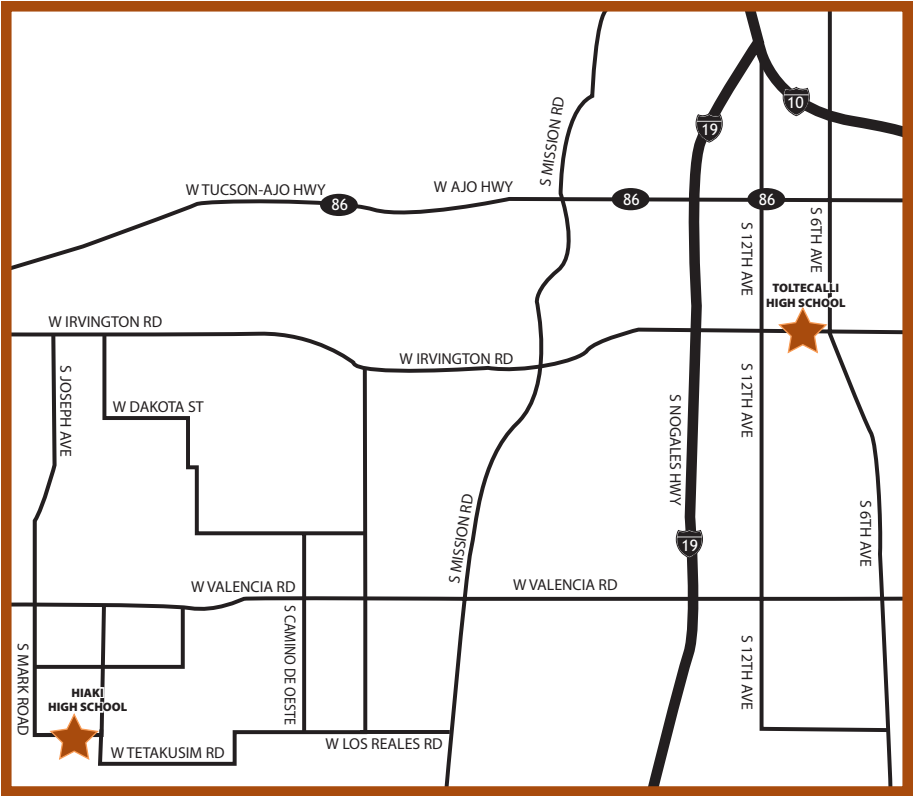 10
19
S MISSION RD
W TUCSON-AJO HWY
W AJO HWY
86
86
86
S 12TH AVE
S 6TH AVE
TOLTECALLI
HIGH SCHOOL
W IRVINGTON RD
W IRVINGTON RD
S JOSEPH AVE
W DAKOTA ST
S 12TH AVE
S NOGALES HWY
S MISSION RD
S 6TH AVE
19
W VALENCIA RD
W VALENCIA RD
S CAMINO DE OESTE
S MARK ROAD
S 12TH AVE
HIAKI
HIGH SCHOOL
W TETAKUSIM RD
W LOS REALES RD